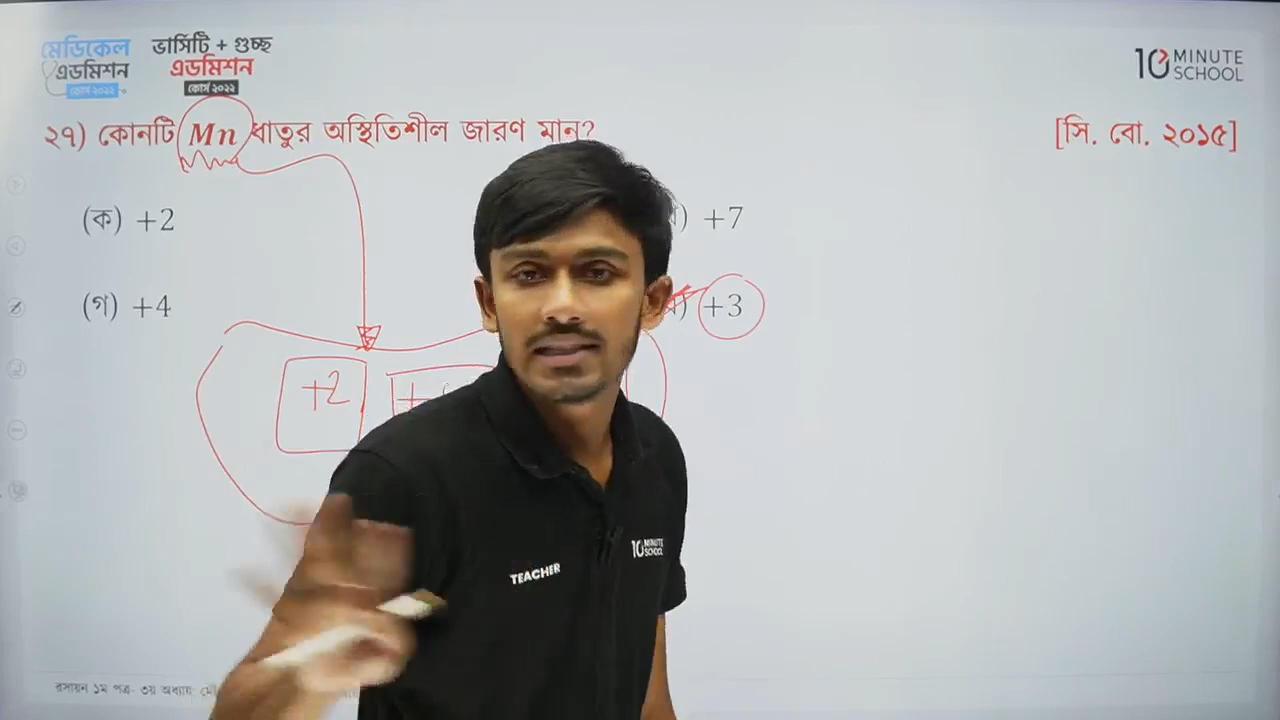 মেডিকেল
এডমিশন
কোর্স ২০২২
ভার্সিটি + গুচ্ছ
এডমিশন
কোর্স ২০২২
10 MINUTE SCHOOL
২৭) কোনটি Mn ধাতুর অস্থিতিশীল জারণ মান?
[সি. বো. ২০১৫]
(ক) +2
+7
(গ) +4
+3
+2
TEACHER
10 MINUTE SCHOOL
রসায়ন ১ম পত্র- ৩য় অধ্যায়: